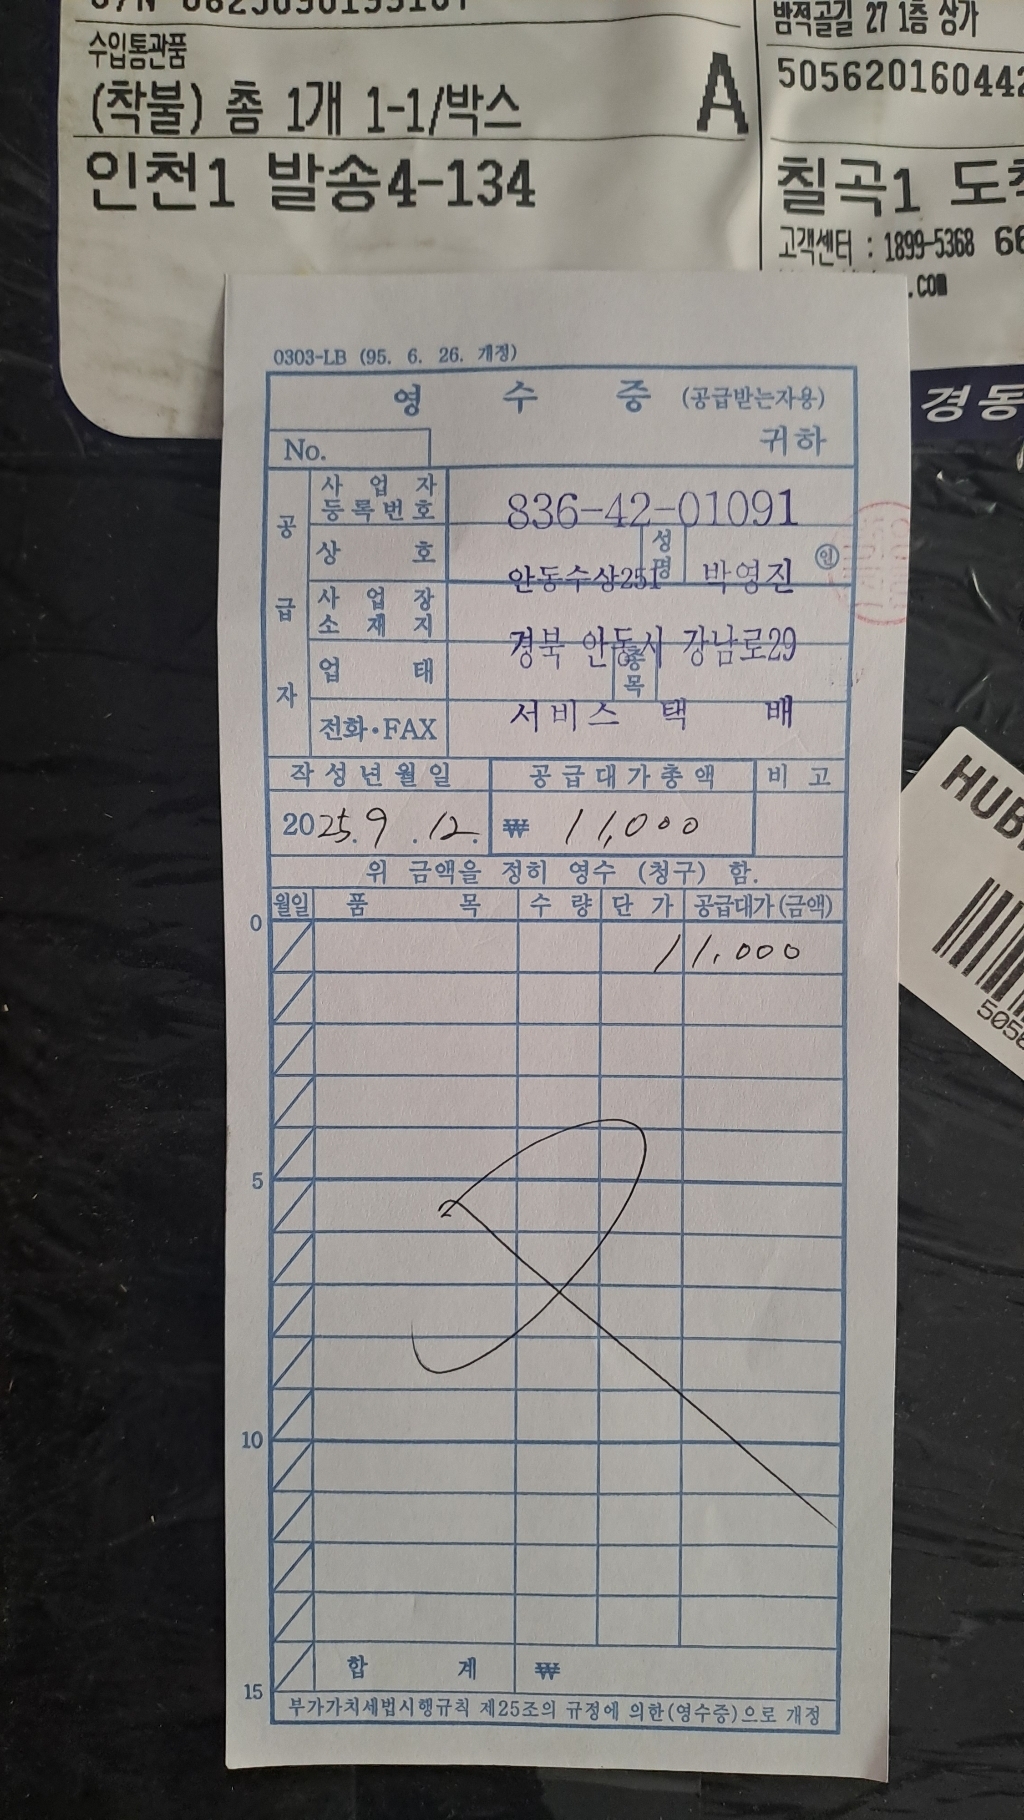 수입통관품
(착불) 총 1개 1-1/박스
A
인천1 발송4-134
밤적골길 27 1층 상가
칠곡1
고객센터 : 1899-5368
.com
경동
0303-LB (95. 6. 26. 개정)
영 수 증 (공급받는자용)
No.
귀하
공급자
사업자등록번호
836-42-01091
상 호
안동수상251
성명
박영진
인
사업장소재지
경북 안동시 강남로29
업 태
종목
서비스 택 배
전화·FAX
작성년월일
공급대가총액
비고
2025. 9. 12.
₩ 11,000
위 금액을 정히 영수 (청구) 함.
월일
품 목
수 량
단 가
공급대가(금액)
0
11.000
5
10
합 계
₩
15
부가가치세법시행규칙 제25조의 규정에 의한(영수증)으로 개정